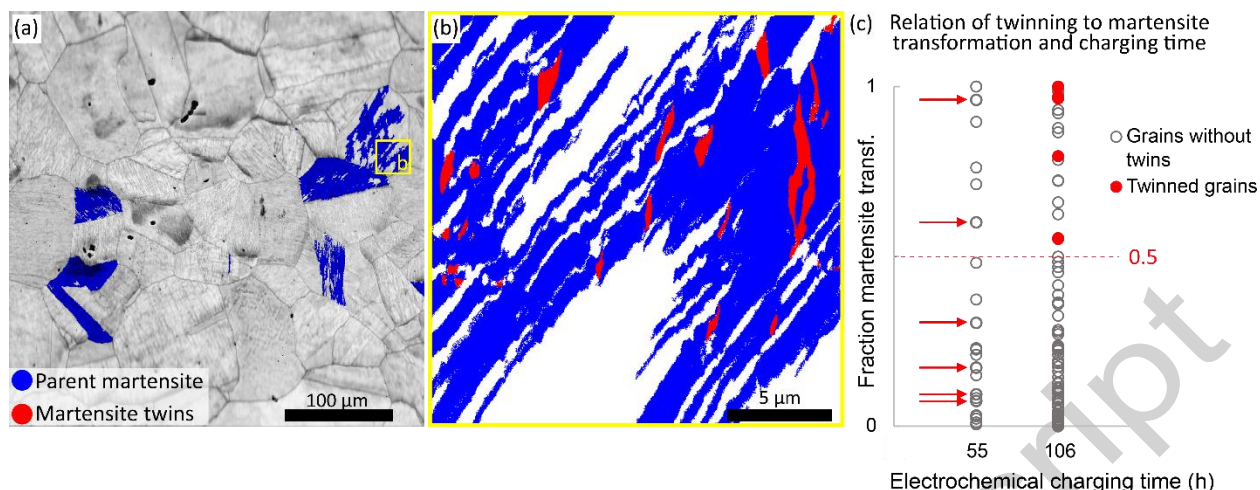 (a)
b
Parent martensite
Martensite twins
100 µm
(b)
5 µm
(c) Relation of twinning to martensite
transformation and charging time
Fraction martensite transf.
1
0.5
0
55
106
Electrochemical charging time (h)
Grains without
twins
Twinned grains
cript